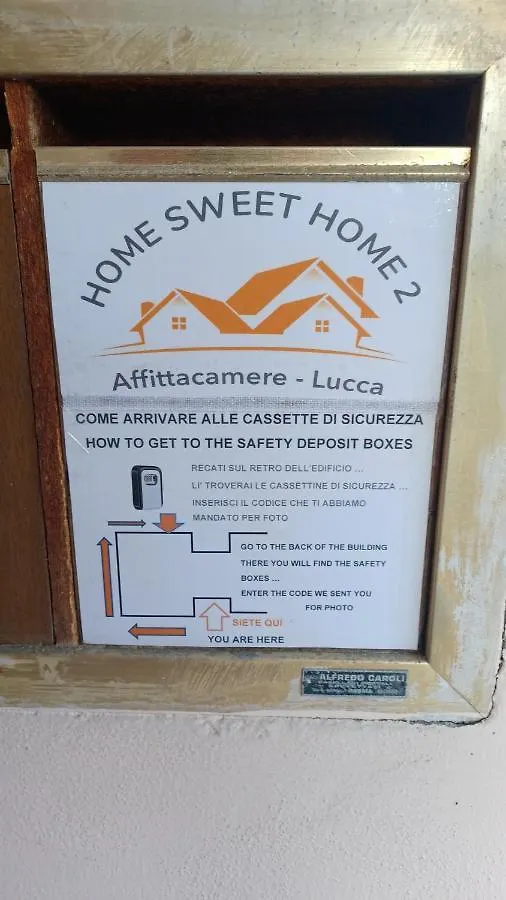 HOME SWEET HOME 2
Affittacamere - Lucca
COME ARRIVARE ALLE CASSETTE DI SICUREZZA
HOW TO GET TO THE SAFETY DEPOSIT BOXES
RECATI SUL RETRO DELL'EDIFICIO ...
LI' TROVERAI LE CASSETTINE DI SICUREZZA ...
INSERISCI IL CODICE CHE TI ABBIAMO
MANDATO PER FOTO
GO TO THE BACK OF THE BUILDING
THERE YOU WILL FIND THE SAFETY
BOXES ...
ENTER THE CODE WE SENT YOU
FOR PHOTO
SIETE QUI
YOU ARE HERE
ALFREDO CAROLI